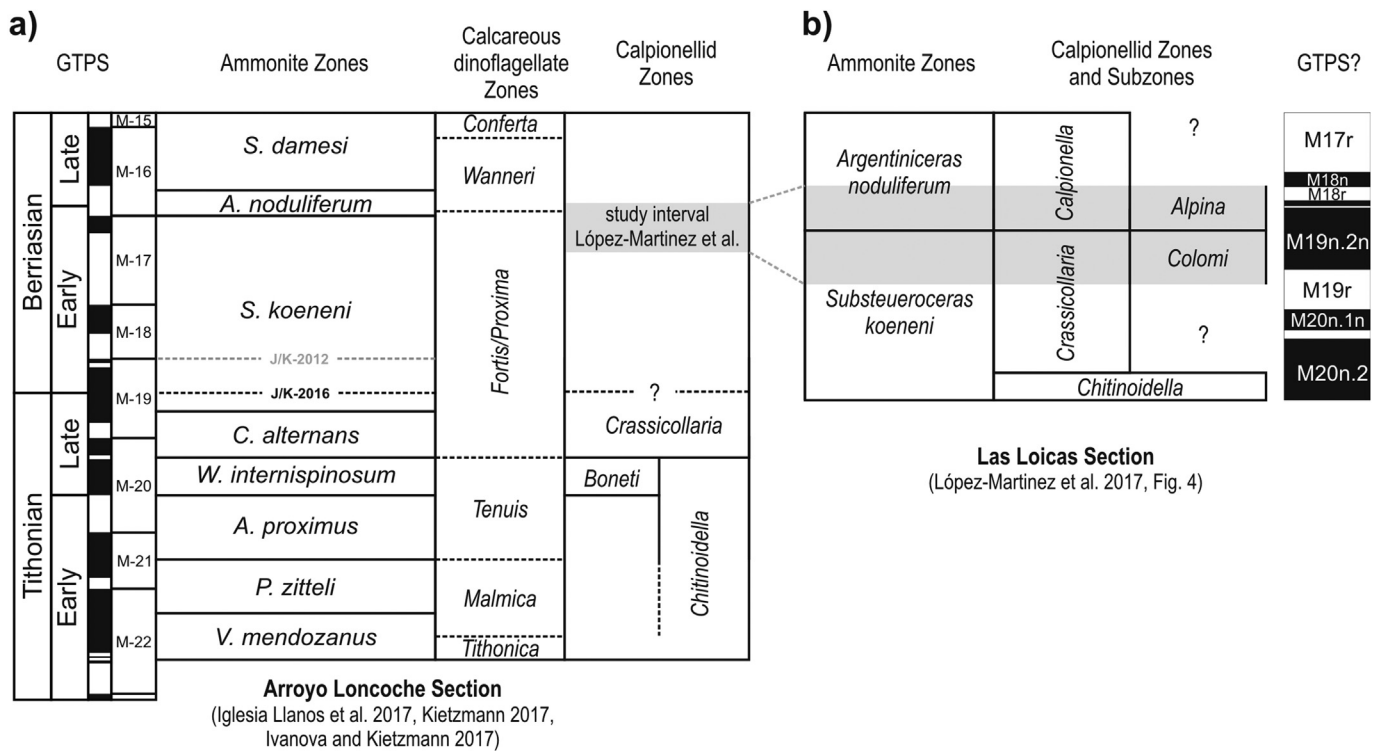 a)
GTPS
Ammonite Zones
Calcareous
dinoflagellate
Zones
Calpionellid
Zones
Berriasian
Tithonian
Late
Early
Late
Early
M-15
M-16
M-17
M-18
M-19
M-20
M-21
M-22
S. damesi
A. noduliferum
S. koeneni
J/K-2012
J/K-2016
C. alternans
W. internispinosum
A. proximus
P. zitteli
V. mendozanus
Conferta
Wanneri
Fortis/Proxima
Tenuis
Malmica
Tithonica
study interval
López-Martinez et al.
?
Crassicollaria
Boneti
Chitinoidella
Arroyo Loncoche Section
(Iglesia Llanos et al. 2017, Kietzmann 2017,
Ivanova and Kietzmann 2017)
b)
Ammonite Zones
Calpionellid Zones
and Subzones
GTPS?
Argentiniceras
noduliferum
Substeueroceras
koeneni
Calpionella
Crassicollaria
?
Alpina
Colomi
?
Chitinoidella
M17r
M18n
M18r
M19n.2n
M19r
M20n.1n
M20n.2
Las Loicas Section
(López-Martinez et al. 2017, Fig. 4)